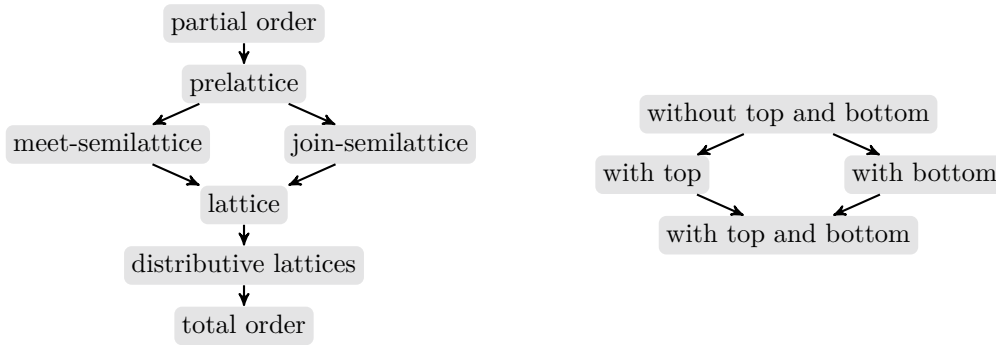 partial order
prelattice
meet-semilattice
join-semilattice
lattice
distributive lattices
total order
without top and bottom
with top
with bottom
with top and bottom